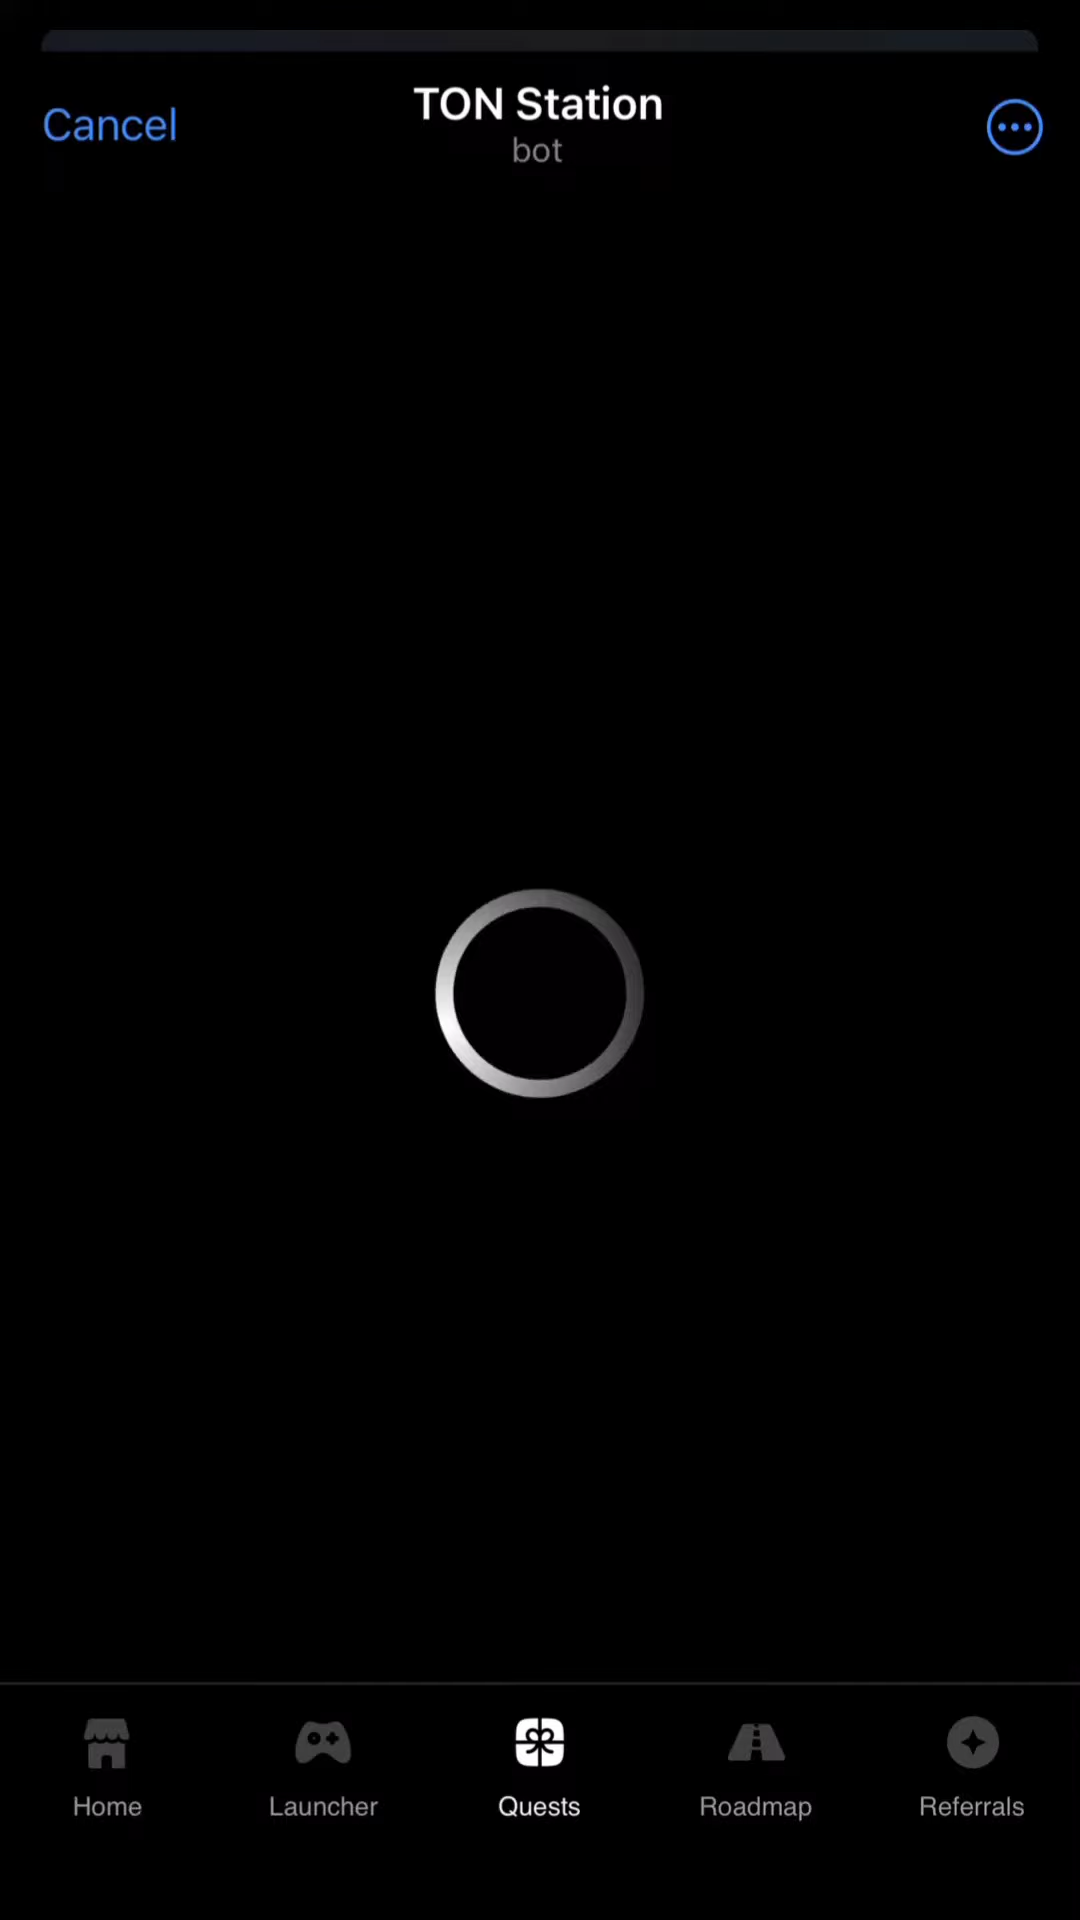 Cancel
TON Station
bot
Home
Launcher
Quests
Roadmap
Referrals